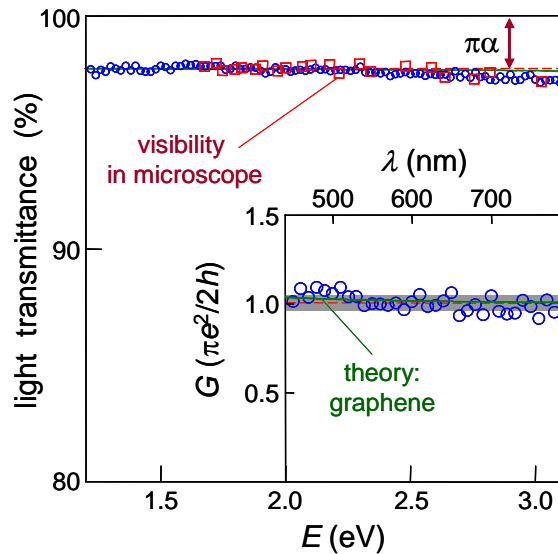 100
πα
light transmittance (%)
visibility
in microscope
90
80
1.5 2.0 2.5 3.0
E (eV)
λ (nm)
500 600 700
1.5
1.0
0.5
G (πe²/2h)
theory:
graphene